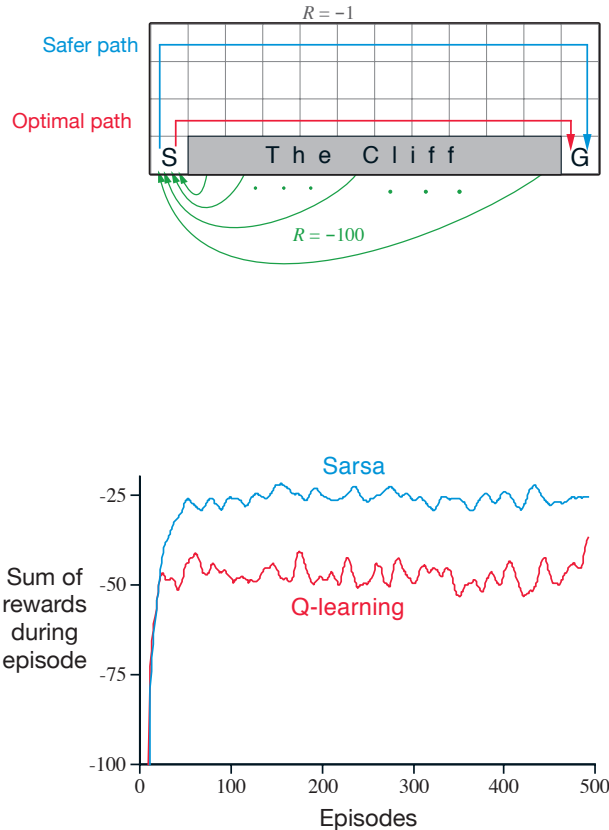 R = -1
Safer path
Optimal path
S
The Cliff
G
R = -100
Sarsa
-25
Q-learning
-50
Sum of
rewards
during
episode
-75
-100
0
100
200
300
400
500
Episodes